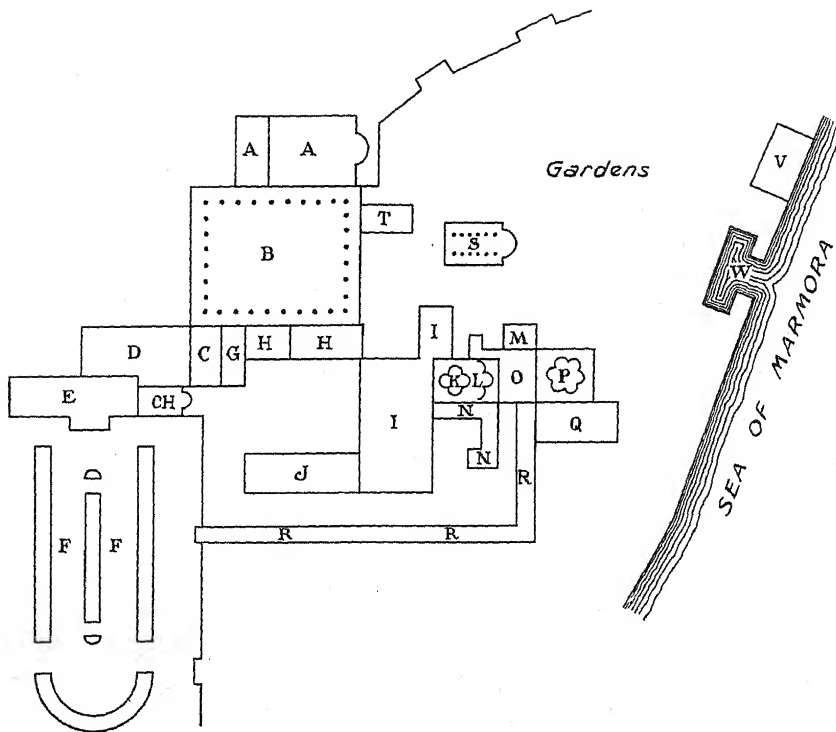 A A
Gardens
V
T
S
B
W
SEA OF MARMORA
I M
D C G H H
K L O P
E CH
N Q
I
N
J
R
F F
R R